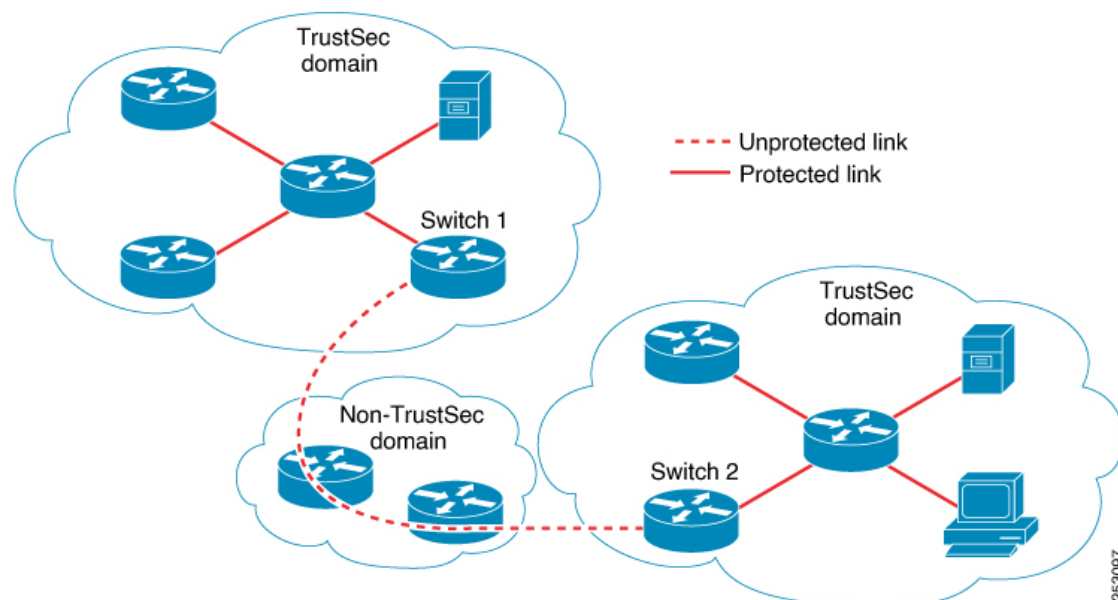 TrustSec
domain
Unprotected link
Protected link
Switch 1
TrustSec
domain
Non-TrustSec
domain
Switch 2